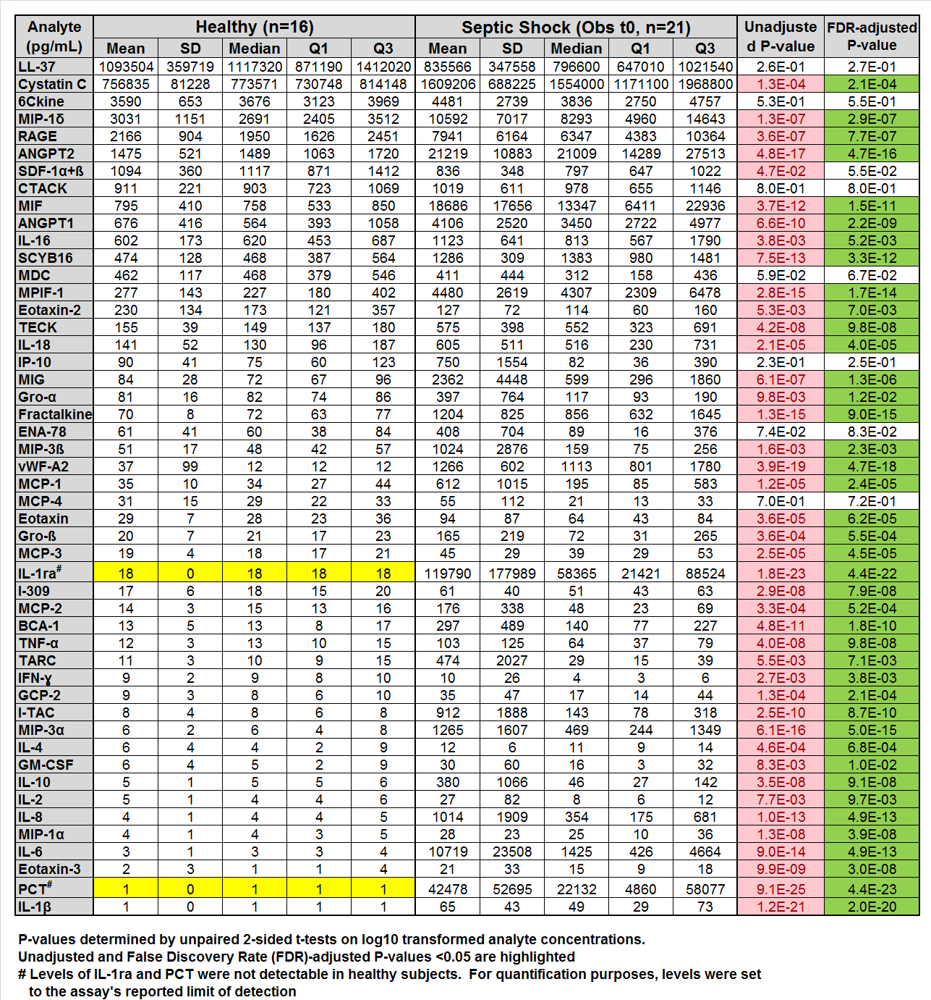 Analyte Healthy (n=16) Septic Shock (Obs t0, n=21) Unadjuste FDR-adjusted
(pg/mL) Mean SD Median Q1 Q3 Mean SD Median Q1 Q3 d P-value P-value
LL-37 1093504 359719 1117320 871190 1412020 835566 347558 796600 647010 1021540 2.6E-01 2.7E-01
Cystatin C 756835 81228 773571 730748 814148 1609206 688225 1554000 1171100 1968800 1.3E-04 2.1E-04
6Ckine 3590 653 3676 3123 3969 4481 2739 3836 2750 4757 5.3E-01 5.5E-01
MIP-1δ 3031 1151 2691 2405 3512 10592 7017 8293 4960 14643 1.3E-07 2.9E-07
RAGE 2166 904 1950 1626 2451 7941 6164 6347 4383 10364 3.6E-07 7.7E-07
ANGPT2 1475 521 1489 1063 1720 21219 10883 21009 14289 27513 4.8E-17 4.7E-16
SDF-1α+ß 1094 360 1117 871 1412 836 348 797 647 1022 4.7E-02 5.5E-02
CTACK 911 221 903 723 1069 1019 611 978 655 1146 8.0E-01 8.0E-01
MIF 795 410 758 533 850 18686 17656 13347 6411 22936 3.7E-12 1.5E-11
ANGPT1 676 416 564 393 1058 4106 2520 3450 2722 4977 6.6E-10 2.2E-09
IL-16 602 173 620 453 687 1123 641 813 567 1790 3.8E-03 5.2E-03
SCYB16 474 128 468 387 564 1286 309 1383 980 1481 7.5E-13 3.3E-12
MDC 462 117 468 379 546 411 444 312 158 436 5.9E-02 6.7E-02
MPIF-1 277 143 227 180 402 4480 2619 4307 2309 6478 2.8E-15 1.7E-14
Eotaxin-2 230 134 173 121 357 127 72 114 60 160 5.3E-03 7.0E-03
TECK 155 39 149 137 180 575 398 552 323 691 4.2E-08 9.8E-08
IL-18 141 52 130 96 187 605 511 516 230 731 2.1E-05 4.0E-05
IP-10 90 41 75 60 123 750 1554 82 36 390 2.3E-01 2.5E-01
MIG 84 28 72 67 96 2362 4448 599 296 1860 6.1E-07 1.3E-06
Gro-α 81 16 82 74 86 397 764 117 93 190 9.8E-03 1.2E-02
Fractalkine 70 8 72 63 77 1204 825 856 632 1645 1.3E-15 9.0E-15
ENA-78 61 41 60 38 84 408 704 89 16 376 7.4E-02 8.3E-02
MIP-3ß 51 17 48 42 57 1024 2876 159 75 256 1.6E-03 2.3E-03
vWF-A2 37 99 12 12 12 1266 602 1113 801 1780 3.9E-19 4.7E-18
MCP-1 35 10 34 27 44 612 1015 195 85 583 1.2E-05 2.4E-05
MCP-4 31 15 29 22 33 55 112 21 13 33 7.0E-01 7.2E-01
Eotaxin 29 7 28 23 36 94 87 64 43 84 3.6E-05 6.2E-05
Gro-ß 20 7 21 17 23 165 219 72 31 265 3.6E-04 5.5E-04
MCP-3 19 4 18 17 21 45 29 39 29 53 2.5E-05 4.5E-05
IL-1ra# 18 0 18 18 18 119790 177989 58365 21421 88524 1.8E-23 4.4E-22
I-309 17 6 18 15 20 61 40 51 43 63 2.9E-08 7.9E-08
MCP-2 14 3 15 13 16 176 338 48 23 69 3.3E-04 5.2E-04
BCA-1 13 5 13 8 17 297 489 140 77 227 4.8E-11 1.8E-10
TNF-α 12 3 13 10 15 103 125 64 37 79 4.0E-08 9.8E-08
TARC 11 3 10 9 15 474 2027 29 15 39 5.5E-03 7.1E-03
IFN-ɣ 9 2 9 8 10 10 26 4 3 6 2.7E-03 3.8E-03
GCP-2 9 3 8 6 10 35 47 17 14 44 1.3E-04 2.1E-04
I-TAC 8 4 8 6 8 912 1888 143 78 318 2.5E-10 8.7E-10
MIP-3α 6 2 6 4 8 1265 1607 469 244 1349 6.1E-16 5.0E-15
IL-4 6 4 4 2 9 12 6 11 9 14 4.6E-04 6.8E-04
GM-CSF 6 4 5 2 9 30 60 16 3 32 8.3E-03 1.0E-02
IL-10 5 1 5 5 6 380 1066 46 27 142 3.5E-08 9.1E-08
IL-2 5 1 4 4 6 27 82 8 6 12 7.7E-03 9.7E-03
IL-8 4 1 4 4 5 1014 1909 354 175 681 1.0E-13 4.9E-13
MIP-1α 4 1 4 3 5 28 23 25 10 36 1.3E-08 3.9E-08
IL-6 3 1 3 3 4 10719 23508 1425 426 4664 9.0E-14 4.9E-13
Eotaxin-3 2 3 1 1 4 21 33 15 9 18 9.9E-09 3.0E-08
PCT# 1 0 1 1 1 42478 52695 22132 4860 58077 9.1E-25 4.4E-23
IL-1β 1 0 1 1 1 65 43 49 29 73 1.2E-21 2.0E-20
P-values determined by unpaired 2-sided t-tests on log10 transformed analyte concentrations.
Unadjusted and False Discovery Rate (FDR)-adjusted P-values <0.05 are highlighted
# Levels of IL-1ra and PCT were not detectable in healthy subjects. For quantification purposes, levels were set
to the assay's reported limit of detection